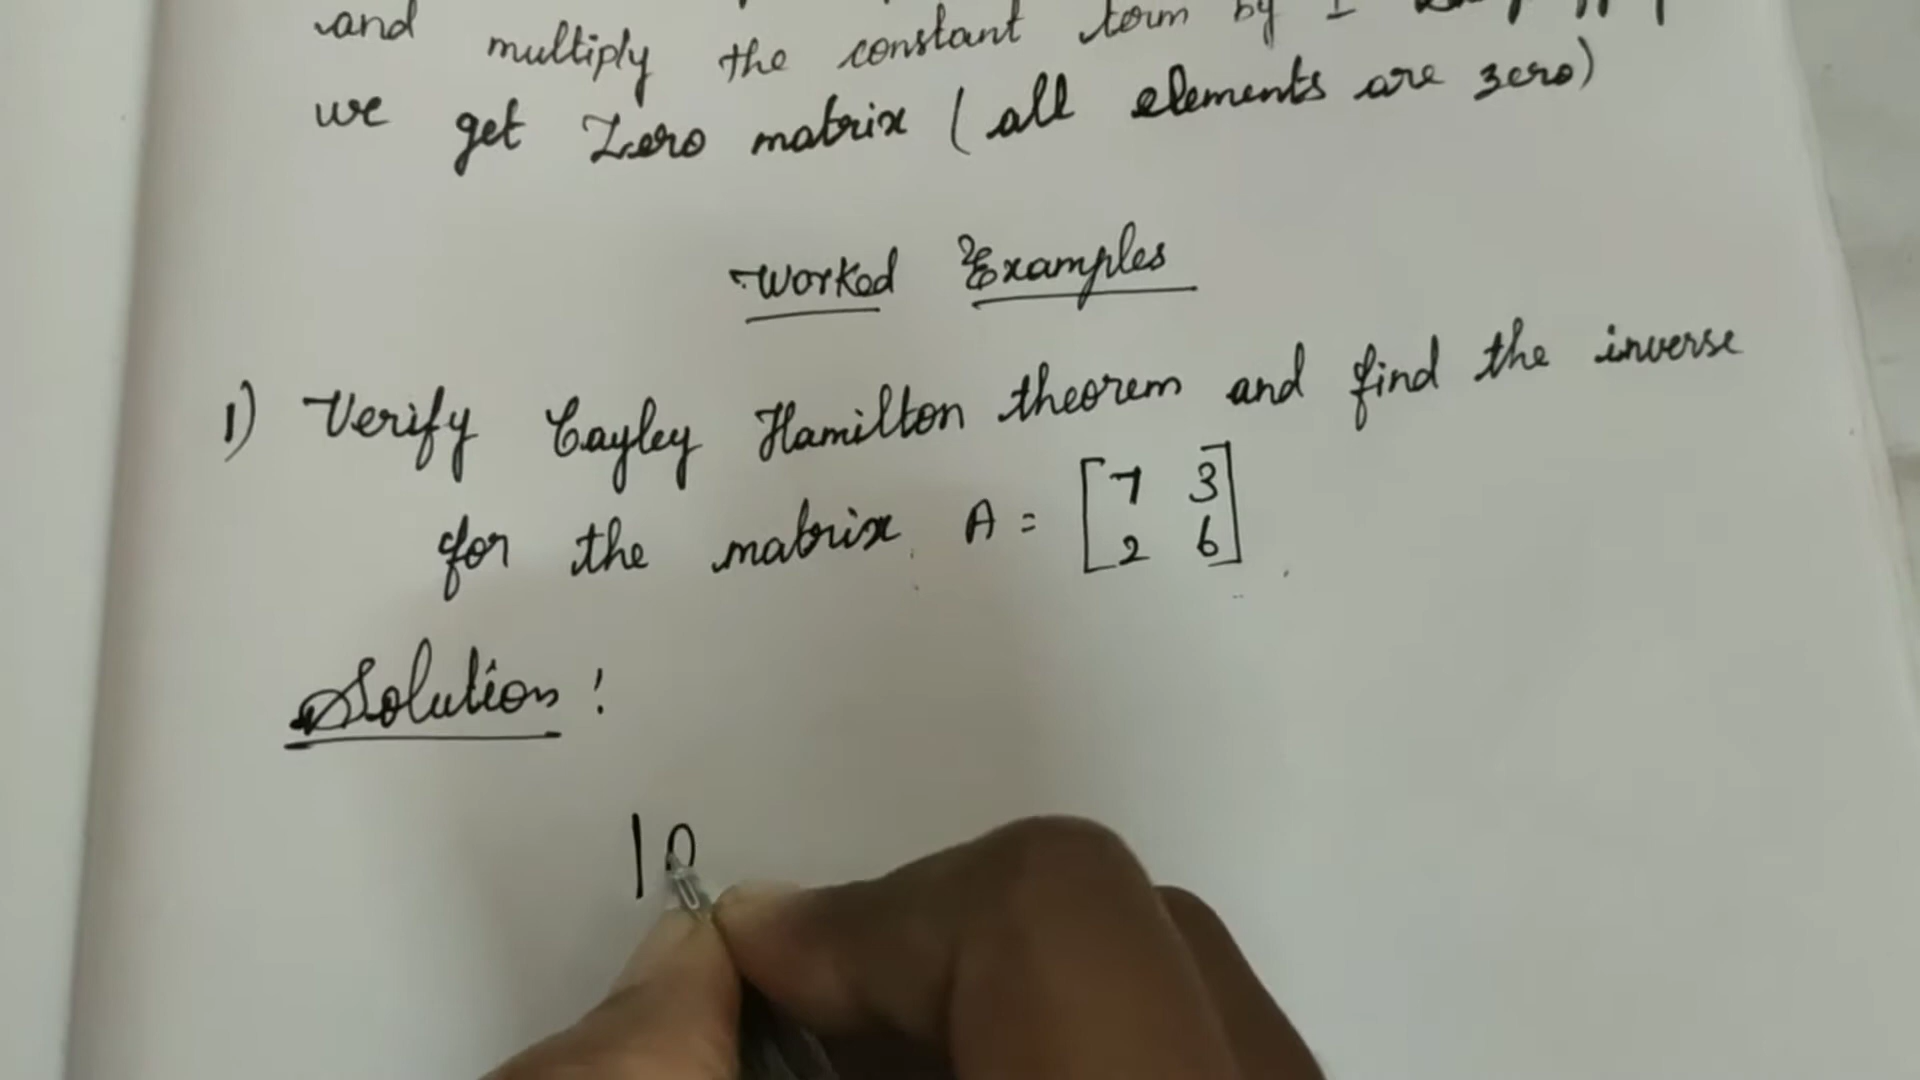 and multiply the constant term by I
we get Zero matrix (all elements are zero)
Worked Examples
1) Verify Cayley Hamilton theorem and find the inverse
for the matrix A = [7 3
2 6]
Solution:
|A